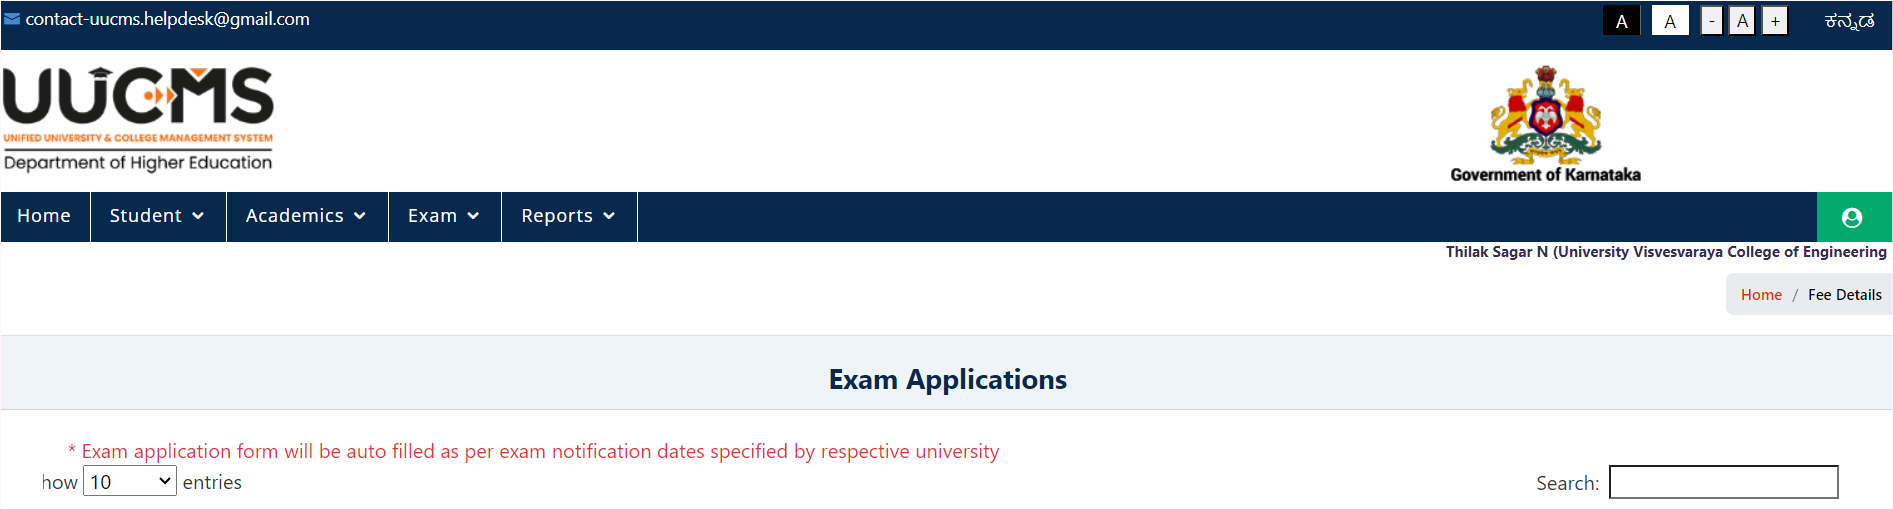 contact-uucms.helpdesk@gmail.com
A A - A + ಕನ್ನಡ
UUCMS
UNIFIED UNIVERSITY & COLLEGE MANAGEMENT SYSTEM
Department of Higher Education
Government of Karnataka
Home Student Academics Exam Reports
Thilak Sagar N (University Visvesvaraya College of Engineering
Home / Fee Details
Exam Applications
* Exam application form will be auto filled as per exam notification dates specified by respective university
how 10 entries Search: